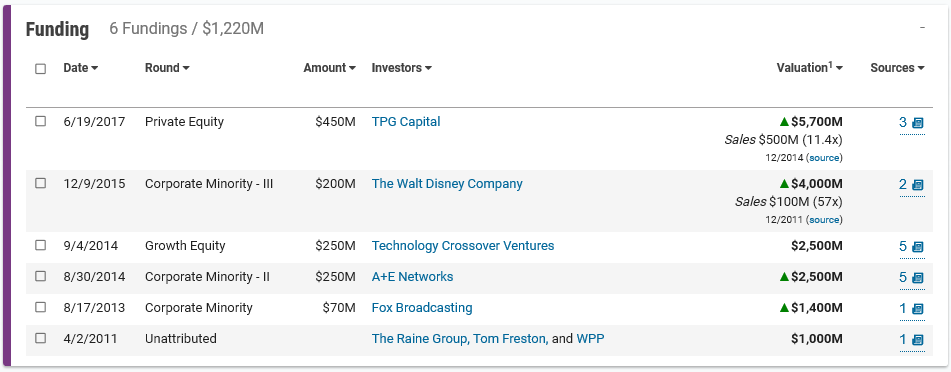 Funding 6 Fundings / $1,220M -
Date Round Amount Investors Valuation1 Sources
6/19/2017 Private Equity $450M TPG Capital ▲$5,700M 3
Sales $500M (11.4x)
12/2014 (source)
12/9/2015 Corporate Minority - III $200M The Walt Disney Company ▲$4,000M 2
Sales $100M (57x)
12/2011 (source)
9/4/2014 Growth Equity $250M Technology Crossover Ventures $2,500M 5
8/30/2014 Corporate Minority - II $250M A+E Networks ▲$2,500M 5
8/17/2013 Corporate Minority $70M Fox Broadcasting ▲$1,400M 1
4/2/2011 Unattributed The Raine Group, Tom Freston, and WPP $1,000M 1